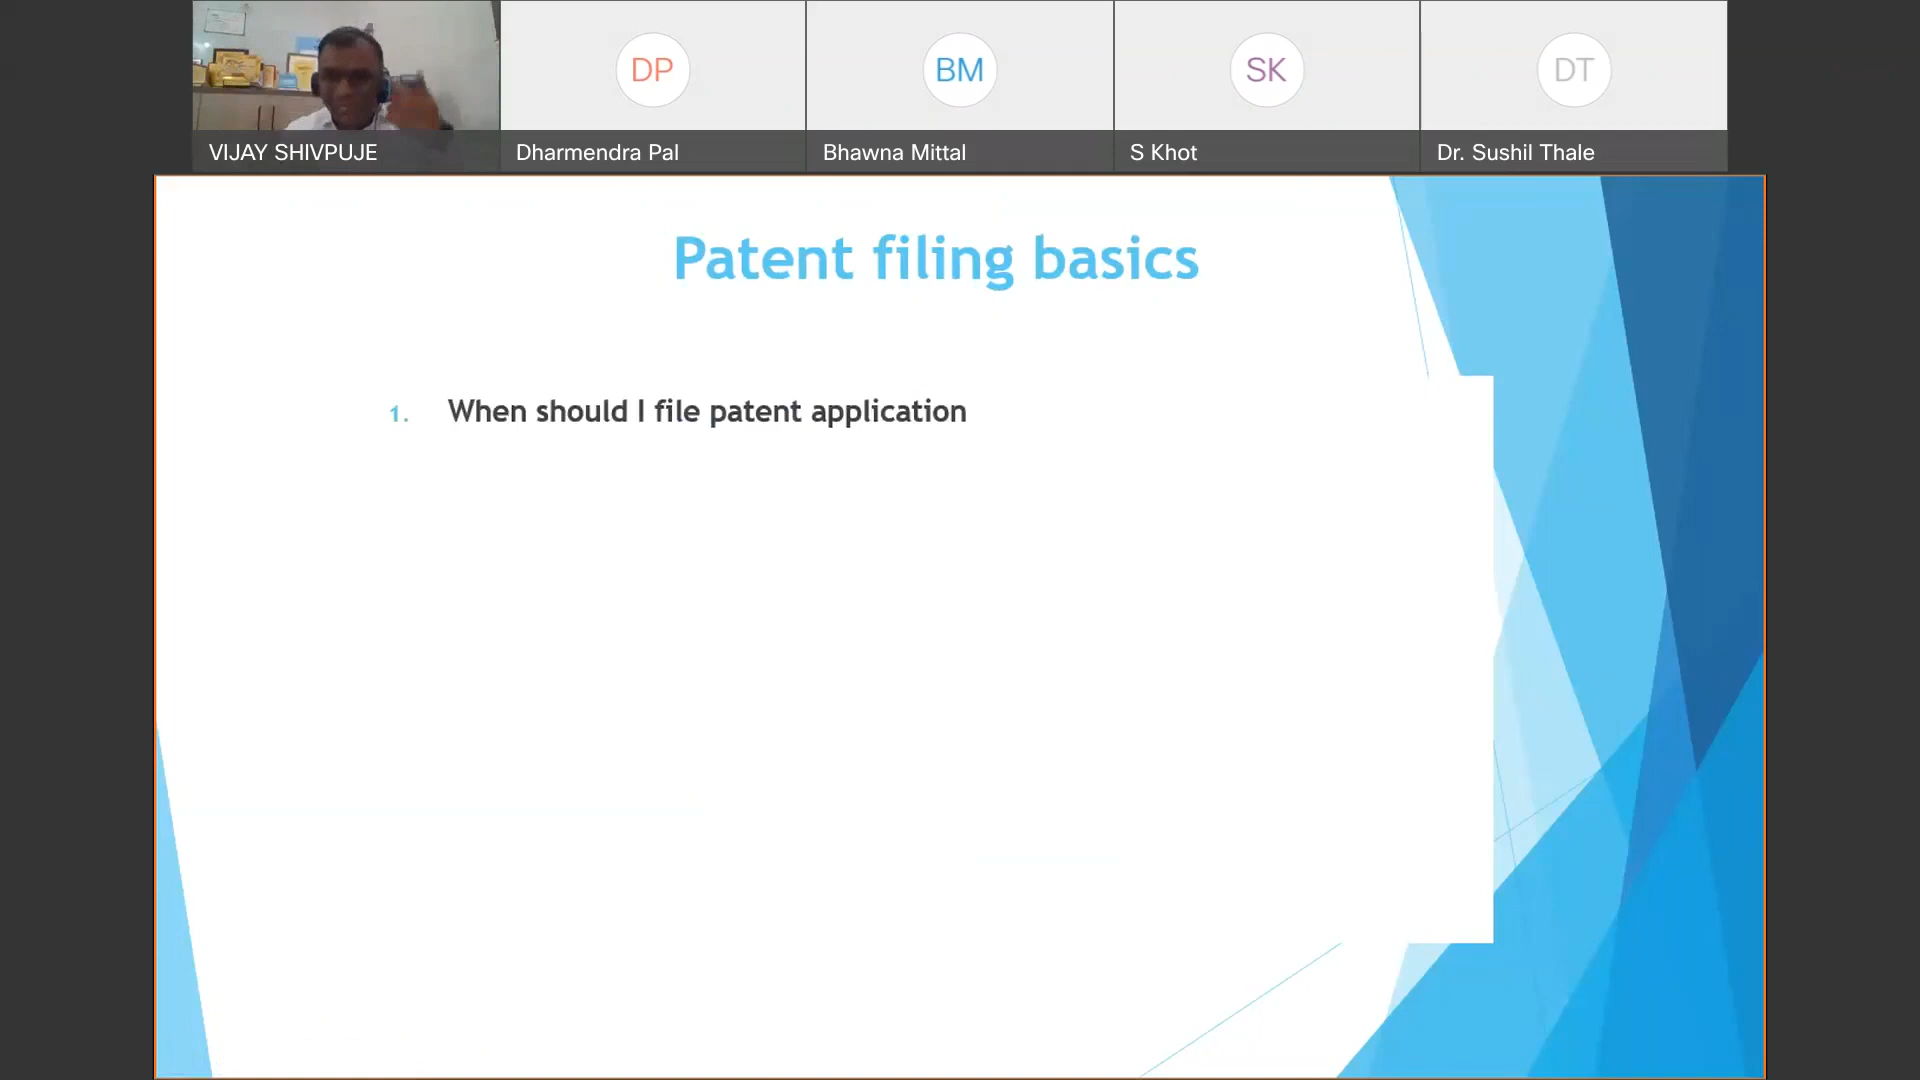 DP
BM
SK
DT
VIJAY SHIVPUJE
Dharmendra Pal
Bhawna Mittal
S Khot
Dr. Sushil Thale
Patent filing basics
1. When should I file patent application